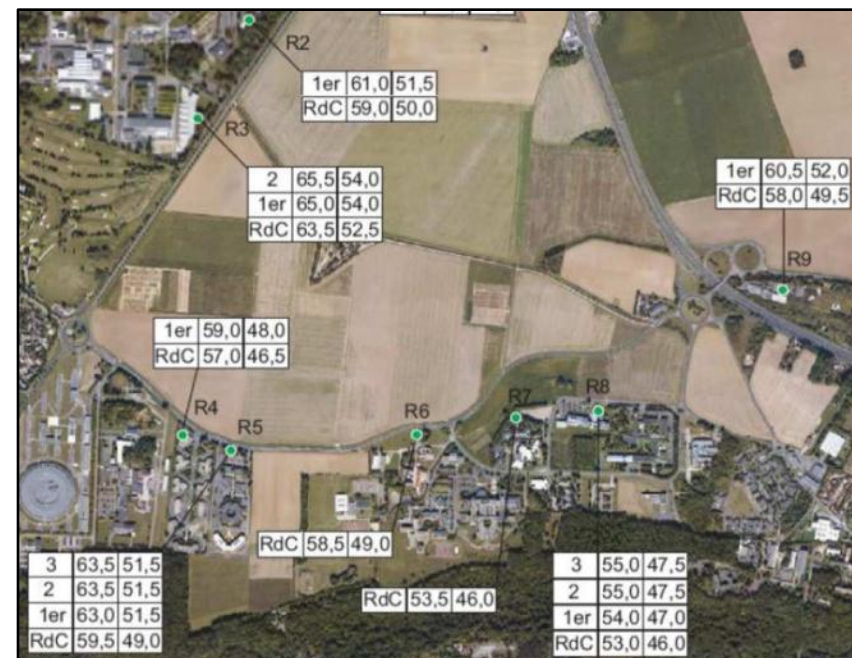 R2
1er 61,0 51,5
RdC 59,0 50,0
R3
2 65,5 54,0
1er 65,0 54,0
RdC 63,5 52,5
1er 60,5 52,0
RdC 58,0 49,5
R9
1er 59,0 48,0
RdC 57,0 46,5
R4
R5
R6
R7
R8
RdC 58,5 49,0
3 63,5 51,5
2 63,5 51,5
1er 63,0 51,5
RdC 59,5 49,0
RdC 53,5 46,0
3 55,0 47,5
2 55,0 47,5
1er 54,0 47,0
RdC 53,0 46,0